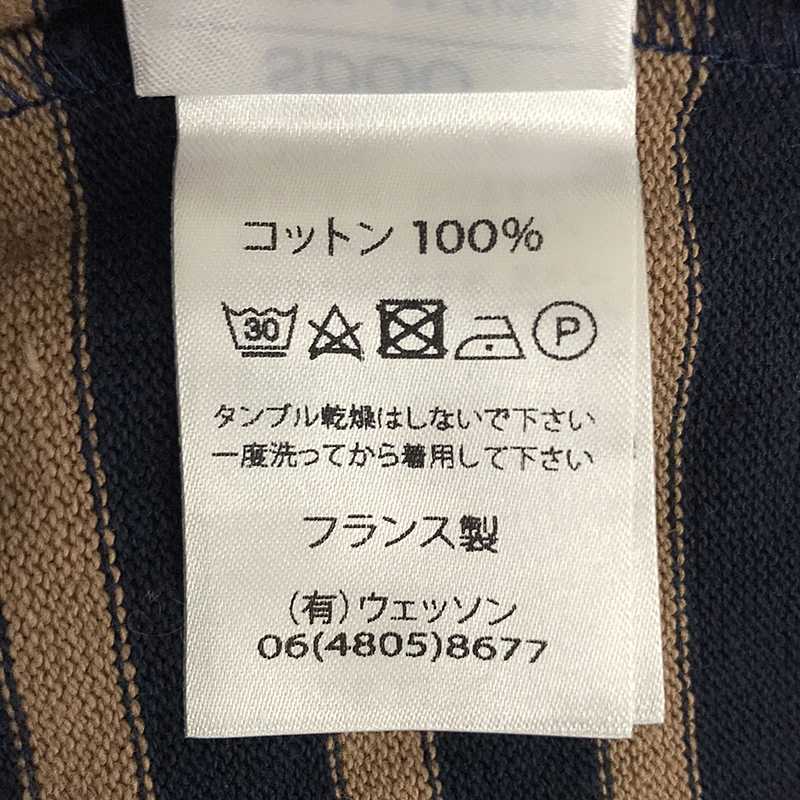 コットン 100%
30 P
タンブル乾燥はしないで下さい
一度洗ってから着用して下さい
フランス製
(有) ウェッソン
06(4805)8677